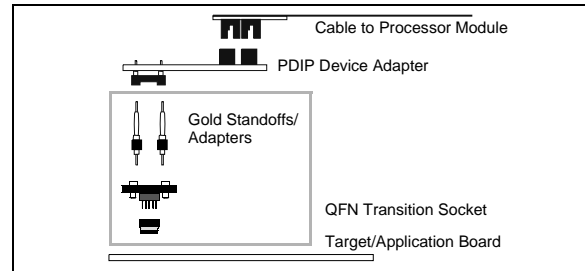 Cable to Processor Module
PDIP Device Adapter
Gold Standoffs/
Adapters
QFN Transition Socket
Target/Application Board